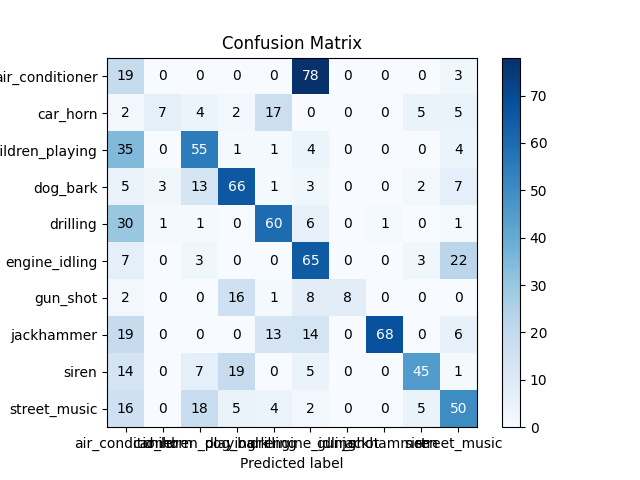 Confusion Matrix
air_conditioner 19 0 0 0 0 78 0 0 0 3
car_horn 2 7 4 2 17 0 0 0 5 5
ildren_playing 35 0 55 1 1 4 0 0 0 4
dog_bark 5 3 13 66 1 3 0 0 2 7
drilling 30 1 1 0 60 6 0 1 0 1
engine_idling 7 0 3 0 0 65 0 0 3 22
gun_shot 2 0 0 16 1 8 8 0 0 0
jackhammer 19 0 0 0 13 14 0 68 0 6
siren 14 0 7 19 0 5 0 0 45 1
street_music 16 0 18 5 4 2 0 0 5 50
70
60
50
40
30
20
10
0
street_music
Predicted label